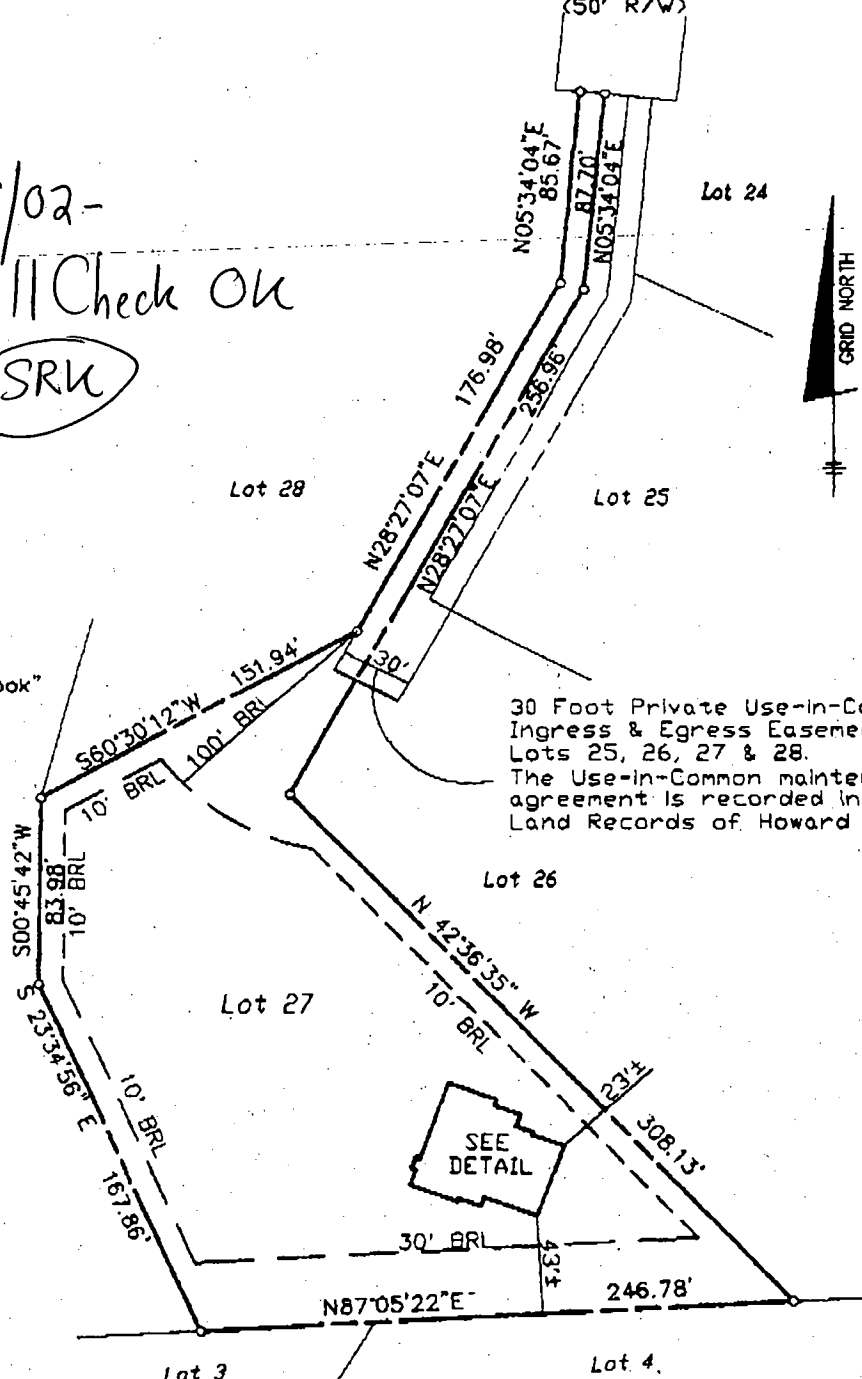 (50' R/W)
N05°34'04"E
85.67'
87.70'
N05°34'04"E
Lot 24
/02-
11 Check OK
SRK
GRID NORTH
176.98'
256.96'
N28°27'07"E
N28°27'07"E
Lot 28
Lot 25
30'
S60°30'12"W 151.94'
100' BRL
10' BRL
30 Foot Private Use-in-Co
Ingress & Egress Easeme
Lots 25, 26, 27 & 28.
The Use-In-Common mainte
agreement is recorded in
Land Records of Howard
S00°45'42"W
83.98'
10' BRL
Lot 26
N 42°36'35" W
10' BRL
Lot 27
S 23°34'56" E
10' BRL
167.86'
23'±
308.13'
SEE
DETAIL
30' BRL
43'±
N87°05'22"E
246.78'
Lot 3
Lot 4